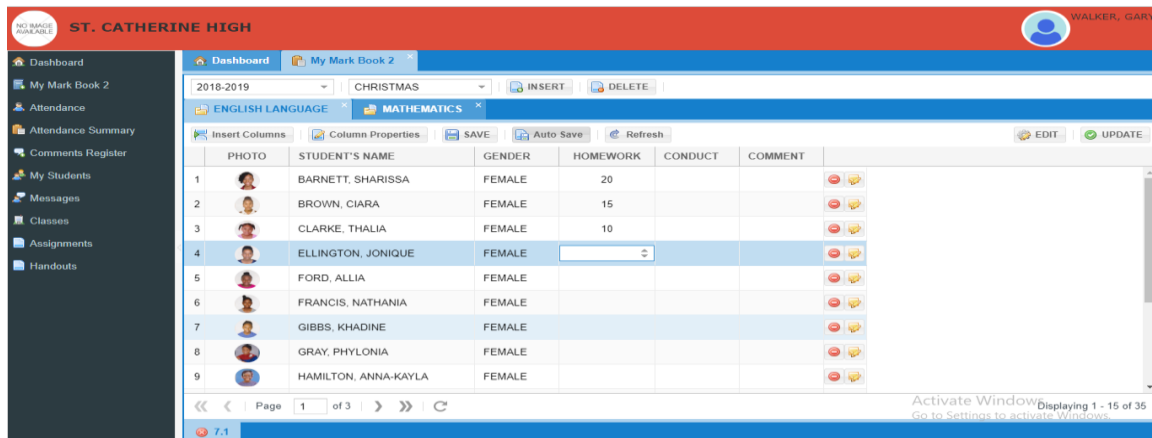 NO IMAGE AVAILABLE ST. CATHERINE HIGH WALKER, GARY
Dashboard
My Mark Book 2
Attendance
Attendance Summary
Comments Register
My Students
Messages
Classes
Assignments
Handouts
Dashboard My Mark Book 2
2018-2019 CHRISTMAS INSERT DELETE
ENGLISH LANGUAGE MATHEMATICS
Insert Columns Column Properties SAVE Auto Save Refresh EDIT UPDATE
PHOTO STUDENT'S NAME GENDER HOMEWORK CONDUCT COMMENT
1 BARNETT, SHARISSA FEMALE 20
2 BROWN, CIARA FEMALE 15
3 CLARKE, THALIA FEMALE 10
4 ELLINGTON, JONIQUE FEMALE
5 FORD, ALLIA FEMALE
6 FRANCIS, NATHANIA FEMALE
7 GIBBS, KHADINE FEMALE
8 GRAY, PHYLONIA FEMALE
9 HAMILTON, ANNA-KAYLA FEMALE
Page 1 of 3 Displaying 1 - 15 of 35
Activate Windows
Go to Settings to activate Windows.
7.1